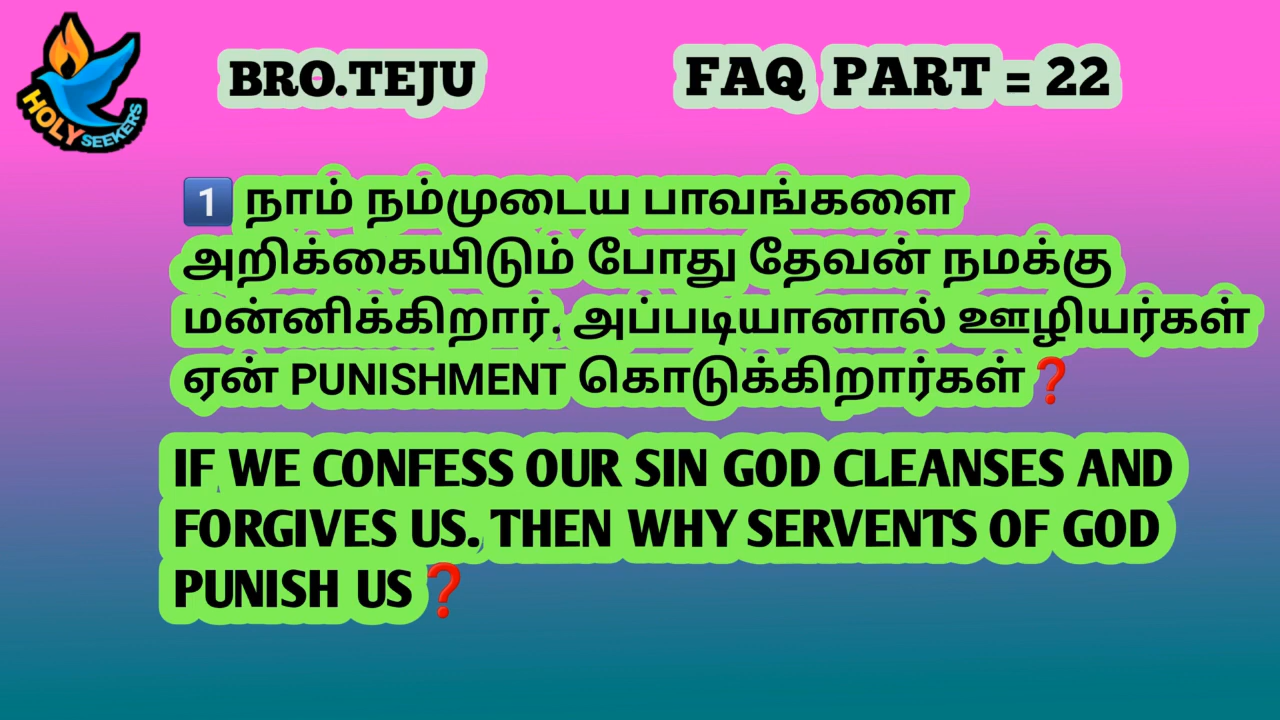 HOLY SEEKERS
BRO.TEJU
FAQ PART = 22
1 நாம் நம்முடைய பாவங்களை
அறிக்கையிடும் போது தேவன் நமக்கு
மன்னிக்கிறார். அப்படியானால் ஊழியர்கள்
ஏன் PUNISHMENT கொடுக்கிறார்கள்❓
IF WE CONFESS OUR SIN GOD CLEANSES AND
FORGIVES US. THEN WHY SERVENTS OF GOD
PUNISH US❓